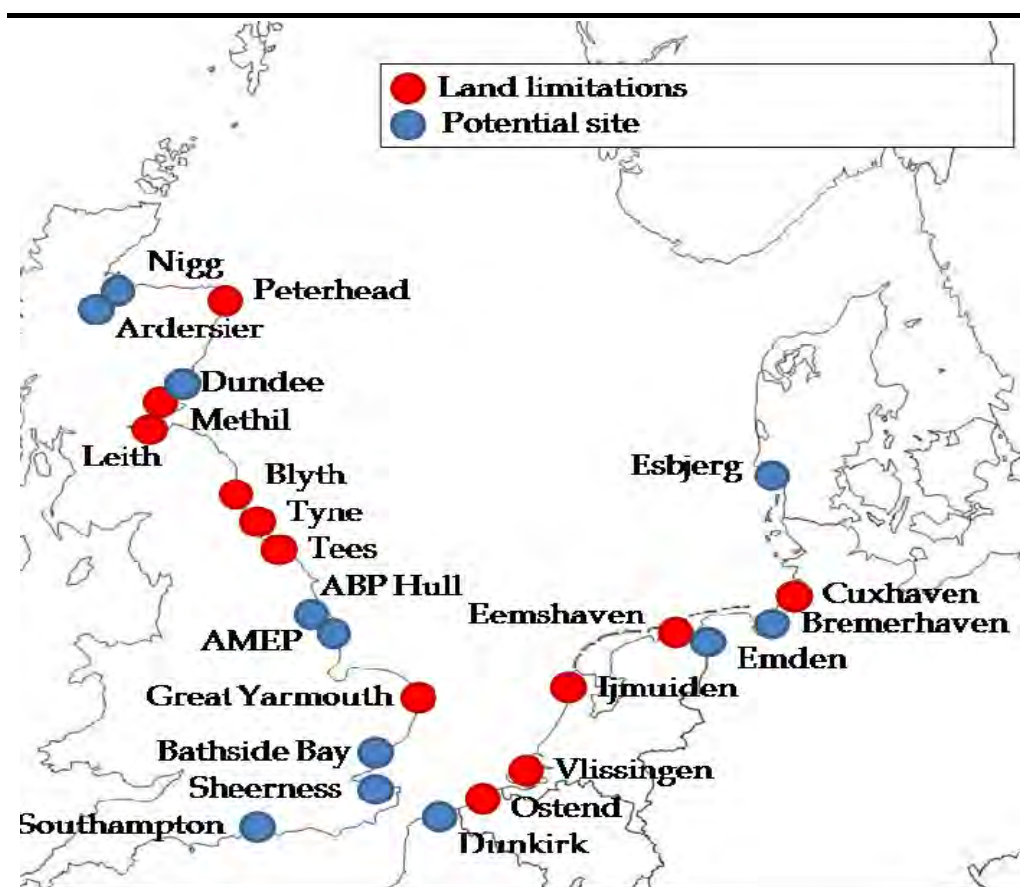 Land limitations
Potential site
Nigg
Peterhead
Ardersier
Dundee
Methil
Leith
Esbjerg
Blyth
Tyne
Tees
ABP Hull
Cuxhaven
Eemshaven
Bremerhaven
AMEP
Emden
Great Yarmouth
Ijmuiden
Bathside Bay
Vlissingen
Sheerness
Ostend
Southampton
Dunkirk